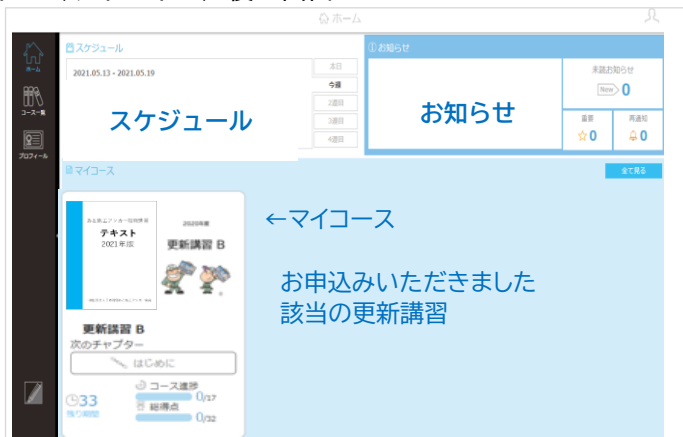 ホーム
ホーム
コース一覧
プロフィール
スケジュール
2021.05.13 - 2021.05.19
本日
今週
2週目
3週目
4週目
スケジュール
お知らせ
お知らせ
未読お知らせ
New 0
重要
再通知
0
0
マイコース
全て見る
テキスト
2021年版
2020年度
更新講習 B
更新講習 B
次のチャプター
はじめに
33
残り時間
コース進捗
0/17
総得点
0/32
←マイコース
お申込みいただきました
該当の更新講習